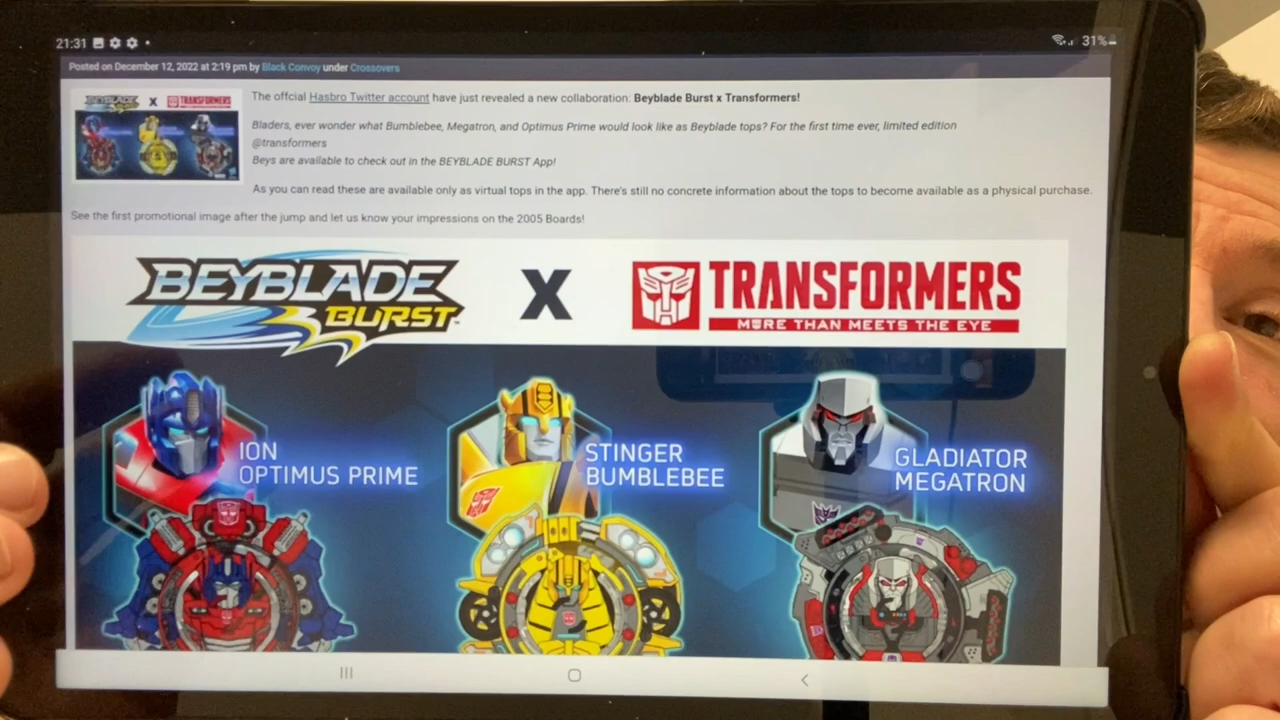 21:31
31%
Posted on December 12, 2022 at 2:19 pm by Black Convoy under Crossovers
The offcial Hasbro Twitter account have just revealed a new collaboration: Beyblade Burst x Transformers!
Bladers, ever wonder what Bumblebee, Megatron, and Optimus Prime would look like as Beyblade tops? For the first time ever, limited edition
@transformers
Beys are available to check out in the BEYBLADE BURST App!
As you can read these are available only as virtual tops in the app. There's still no concrete information about the tops to become available as a physical purchase.
See the first promotional image after the jump and let us know your impressions on the 2005 Boards!
BEYBLADE BURST X TRANSFORMERS
MORE THAN MEETS THE EYE
ION
OPTIMUS PRIME
STINGER
BUMBLEBEE
GLADIATOR
MEGATRON